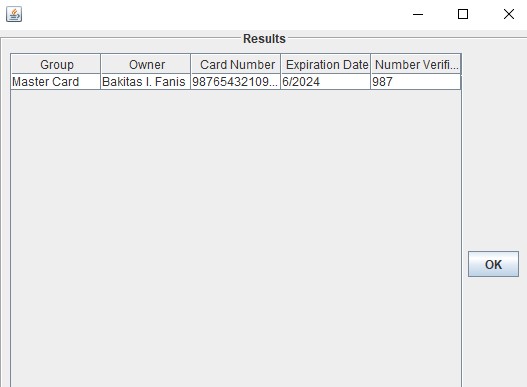 Results
Group Owner Card Number Expiration Date Number Verifi...
Master Card Bakitas I. Fanis 98765432109... 6/2024 987
OK